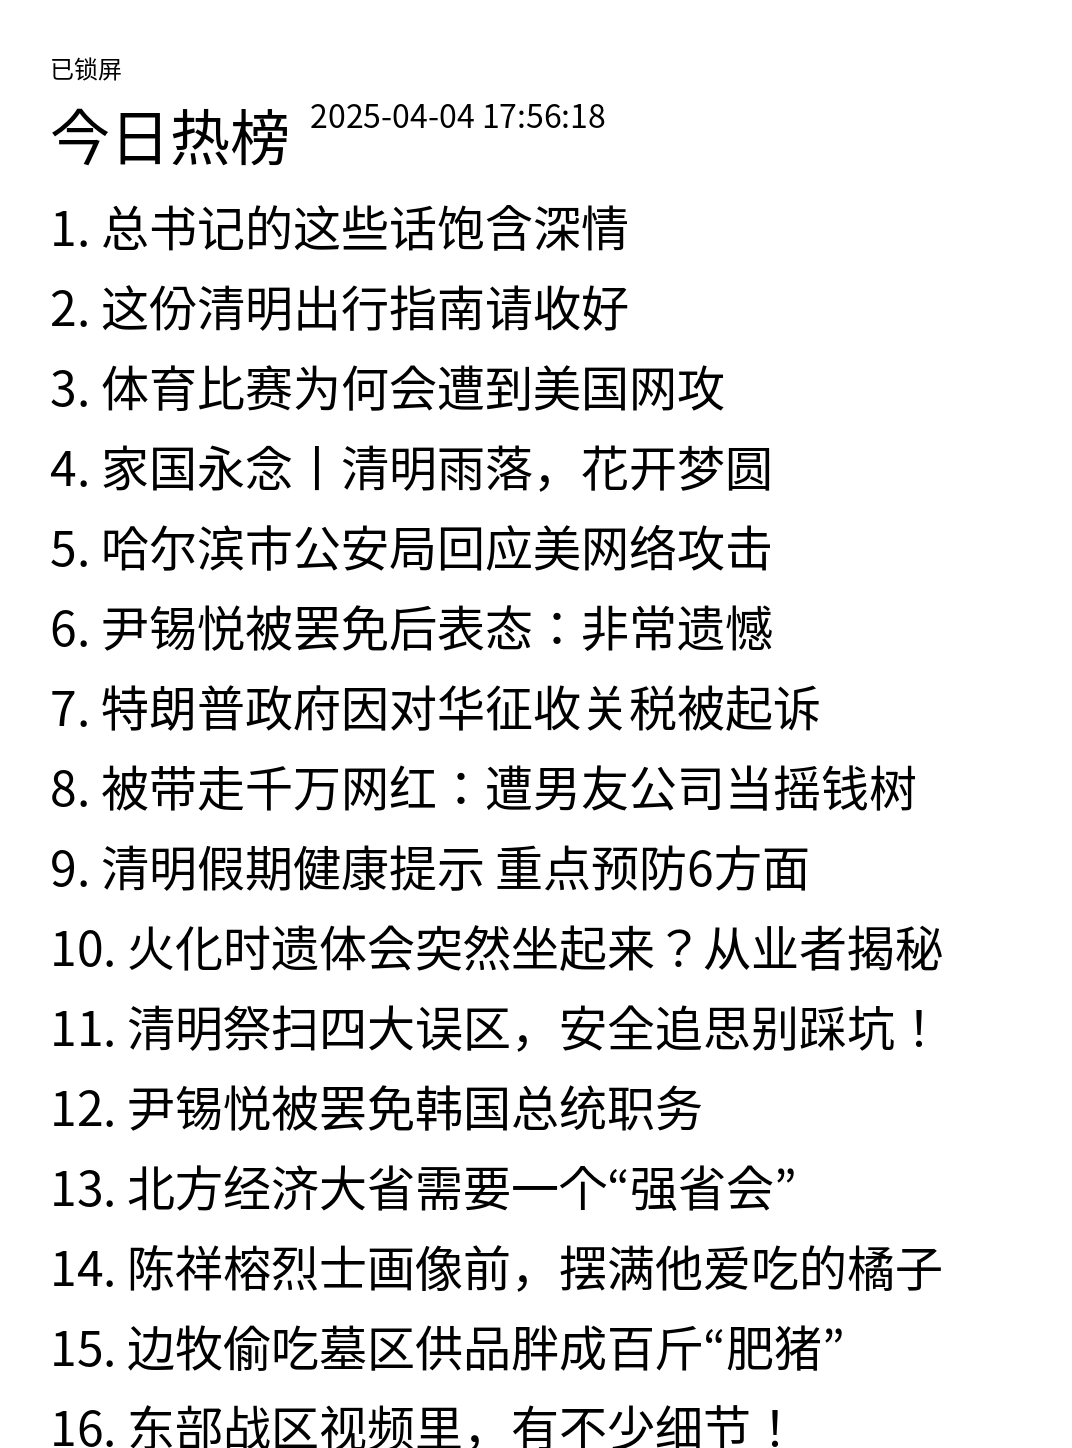 已锁屏
今日热榜 2025-04-04 17:56:18
1. 总书记的这些话饱含深情
2. 这份清明出行指南请收好
3. 体育比赛为何会遭到美国网攻
4. 家国永念丨清明雨落，花开梦圆
5. 哈尔滨市公安局回应美网络攻击
6. 尹锡悦被罢免后表态：非常遗憾
7. 特朗普政府因对华征收关税被起诉
8. 被带走千万网红：遭男友公司当摇钱树
9. 清明假期健康提示 重点预防6方面
10. 火化时遗体会突然坐起来？从业者揭秘
11. 清明祭扫四大误区，安全追思别踩坑！
12. 尹锡悦被罢免韩国总统职务
13. 北方经济大省需要一个“强省会”
14. 陈祥榕烈士画像前，摆满他爱吃的橘子
15. 边牧偷吃墓区供品胖成百斤“肥猪”
16. 东部战区视频里，有不少细节！